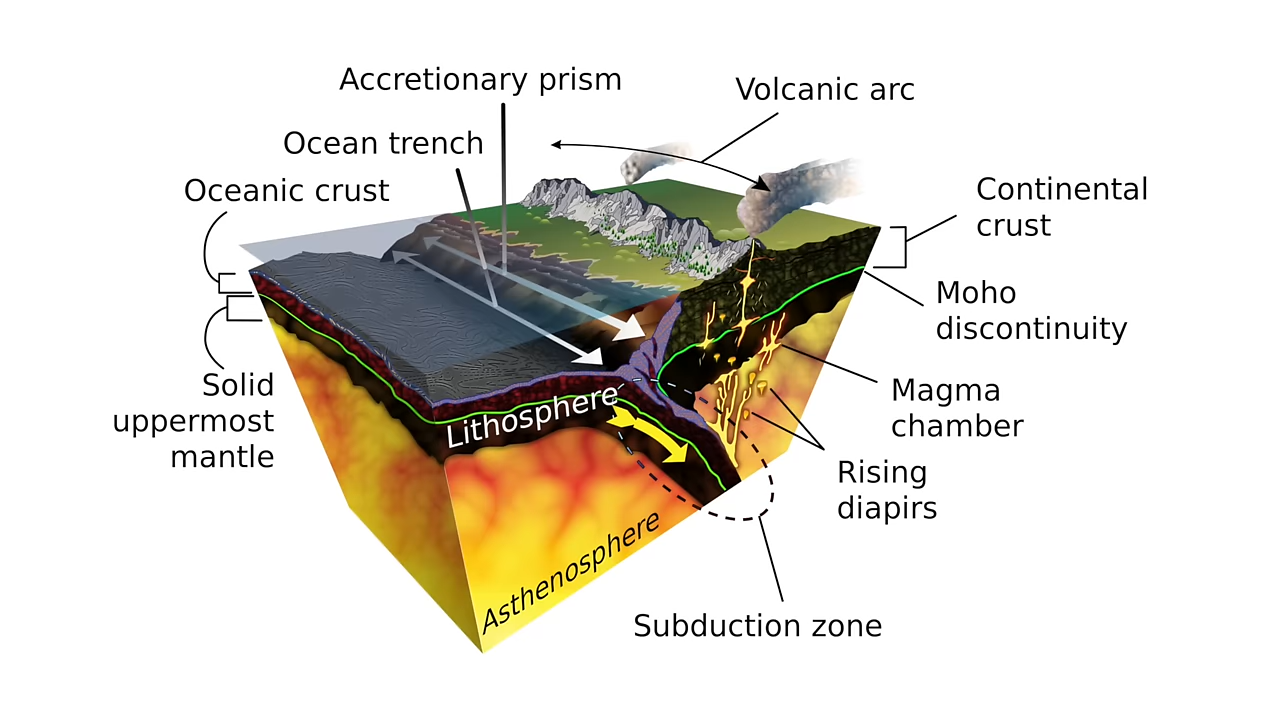 Accretionary prism
Volcanic arc
Ocean trench
Oceanic crust
Continental
crust
Moho
discontinuity
Solid
uppermost
mantle
Lithosphere
Magma
chamber
Rising
diapirs
Asthenosphere
Subduction zone